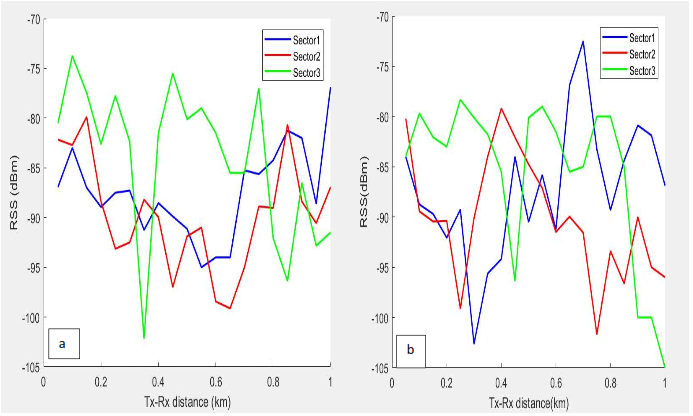 -70
-75
-80
-85
-90
-95
-100
-105
RSS (dBm)
0 0.2 0.4 0.6 0.8 1
Tx-Rx distance (km)
Sector1
Sector2
Sector3
a
-70
-75
-80
-85
-90
-95
-100
-105
RSS(dBm)
0 0.2 0.4 0.6 0.8 1
Tx-Rx distance(km)
Sector1
Sector2
Sector3
b